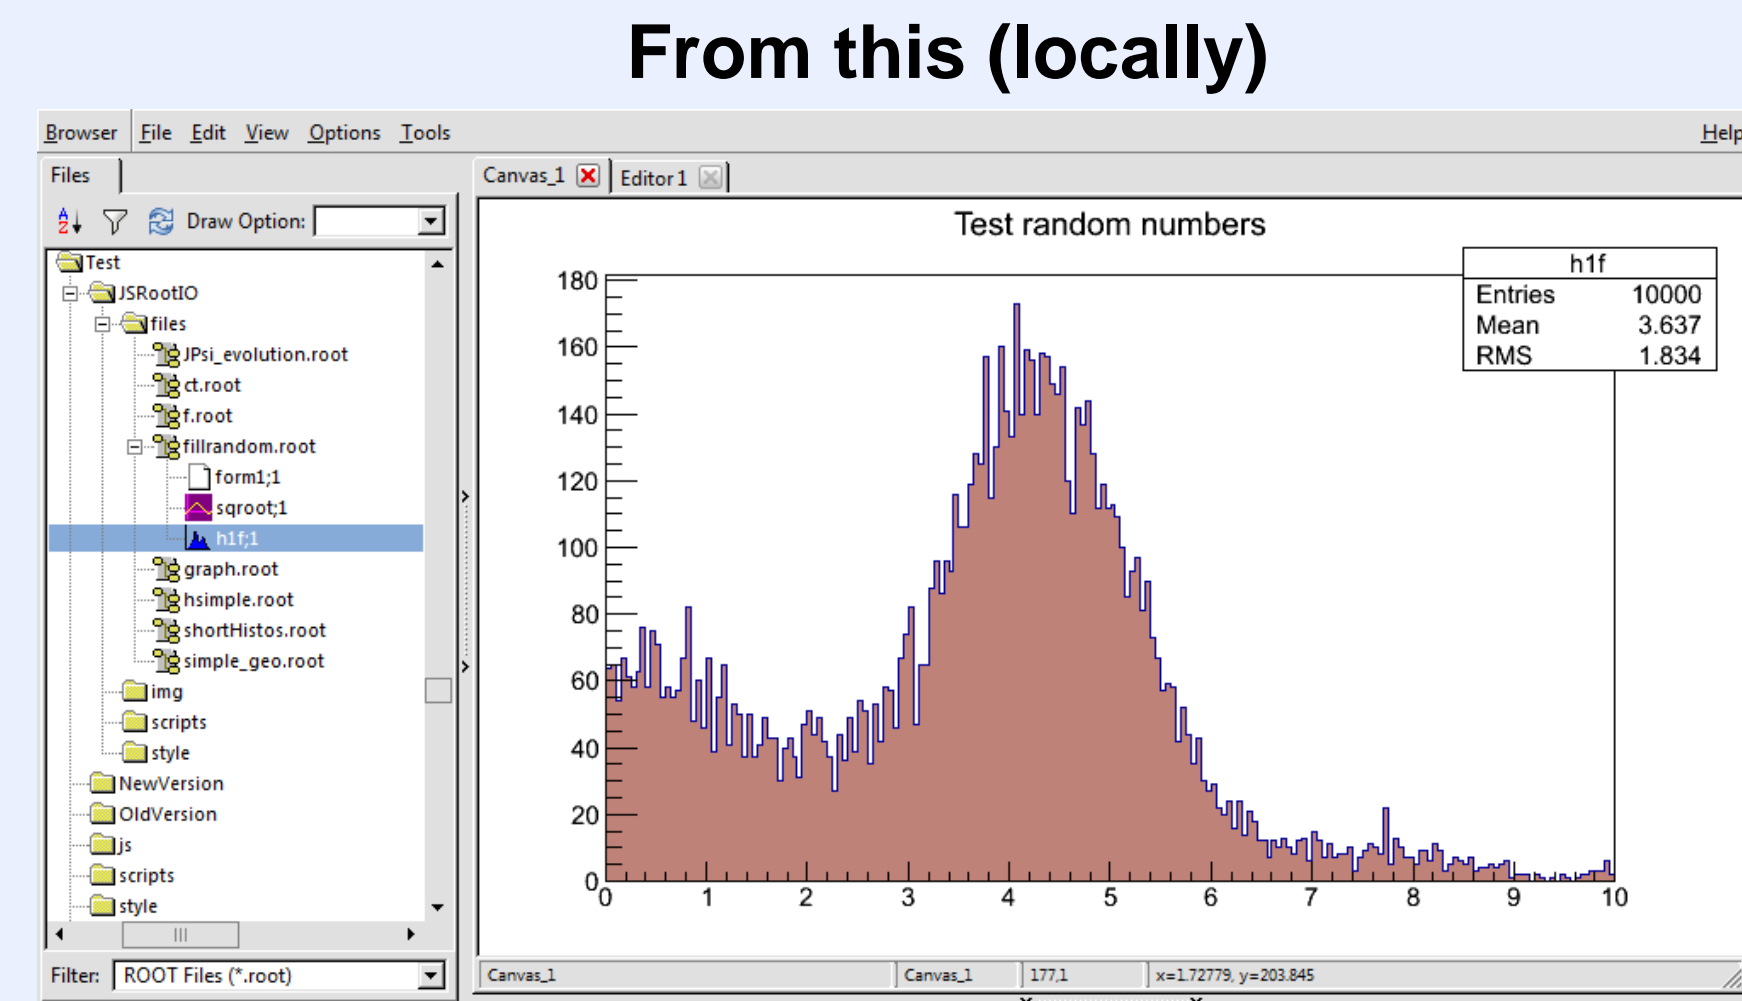 From this (locally)
Browser File Edit View Options Tools Help
Files
Canvas_1 Editor 1
Draw Option:
Test
JSRootIO
files
JPsi_evolution.root
ct.root
f.root
fillrandom.root
form1;1
sqroot;1
h1f;1
graph.root
hsimple.root
shortHistos.root
simple_geo.root
img
scripts
style
NewVersion
OldVersion
js
scripts
style
Filter: ROOT Files (*.root)
Test random numbers
h1f
Entries 10000
Mean 3.637
RMS 1.834
180
160
140
120
100
80
60
40
20
0
0 1 2 3 4 5 6 7 8 9 10
Canvas_1 Canvas_1 177,1 x=1.72779, y=203.845